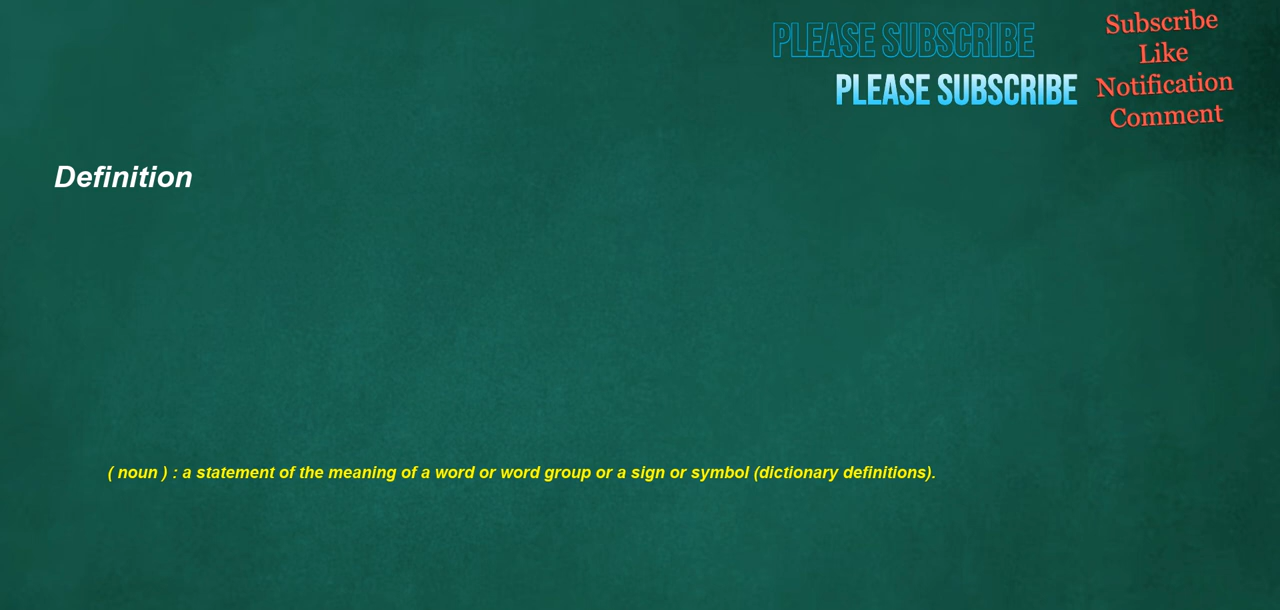 PLEASE SUBSCRIBE
PLEASE SUBSCRIBE
Subscribe
Like
Notification
Comment
Definition
( noun ) : a statement of the meaning of a word or word group or a sign or symbol (dictionary definitions).